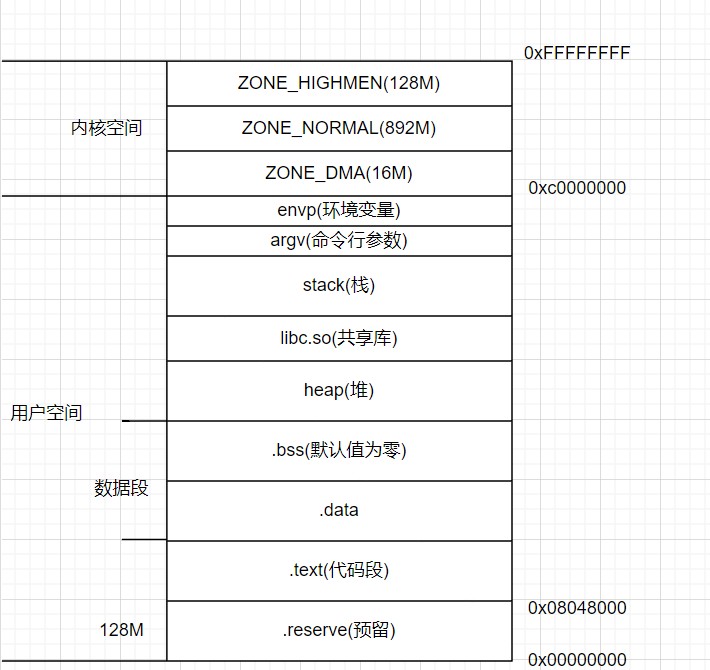 0xFFFFFFFF
ZONE_HIGHMEN(128M)
内核空间
ZONE_NORMAL(892M)
ZONE_DMA(16M)
0xc0000000
envp(环境变量)
argv(命令行参数)
stack(栈)
libc.so(共享库)
heap(堆)
用户空间
.bss(默认值为零)
数据段
.data
.text(代码段)
0x08048000
128M
.reserve(预留)
0x00000000